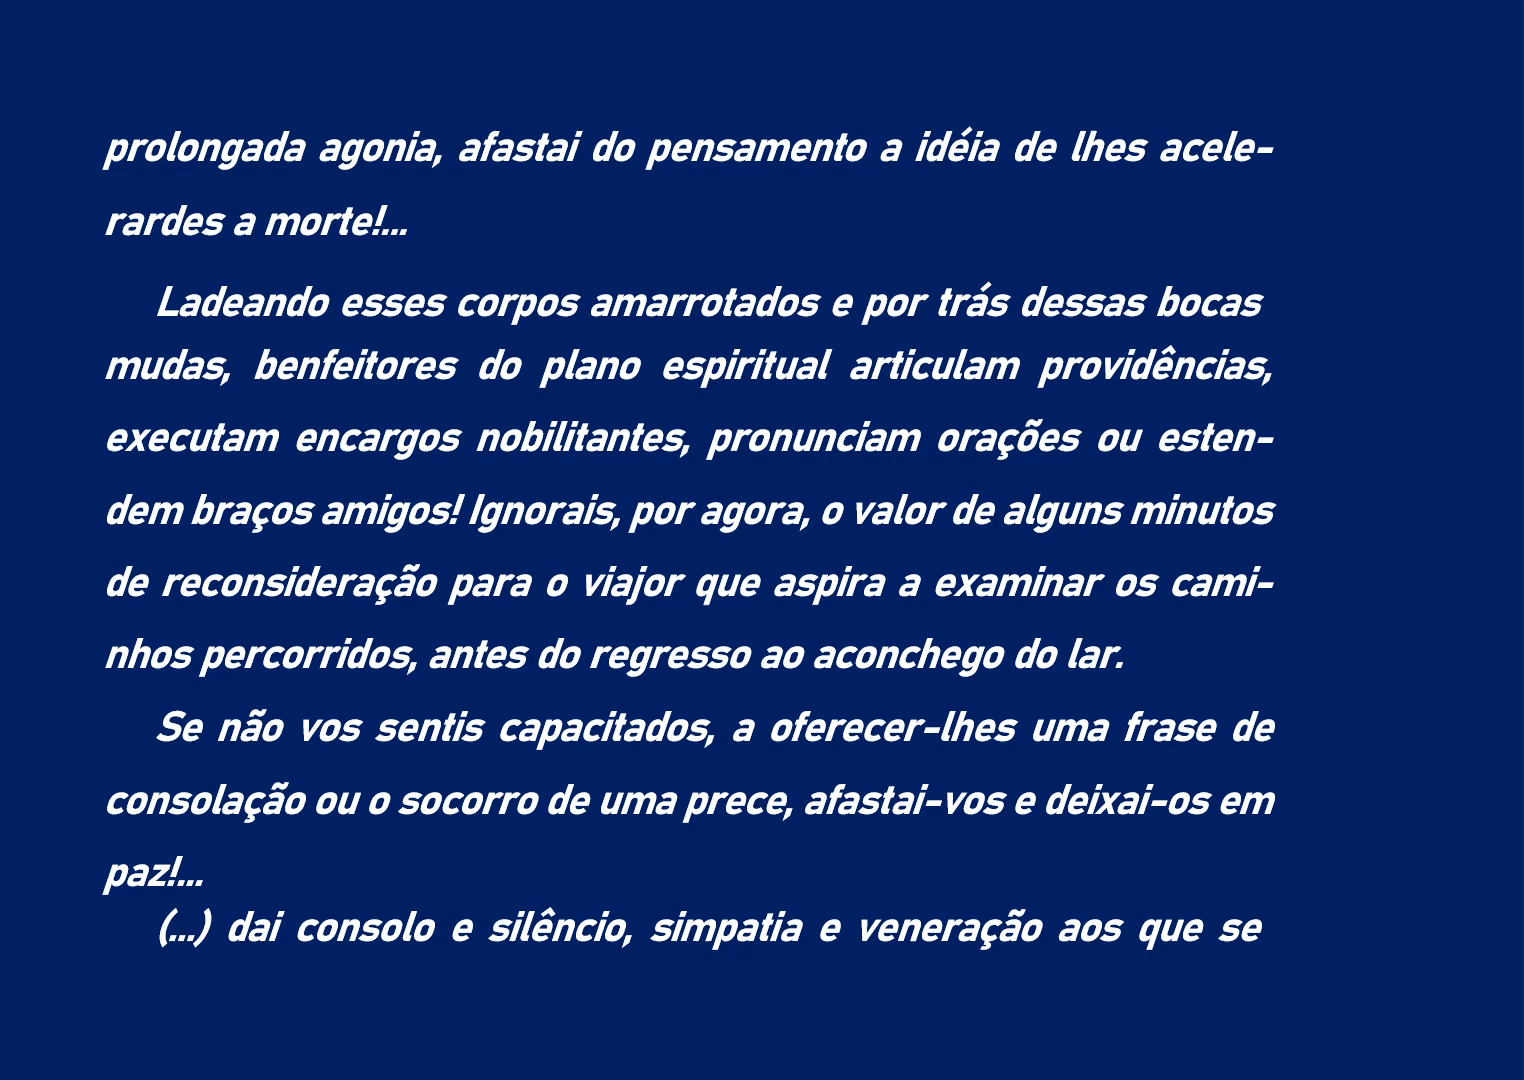 prolongada agonia, afastai do pensamento a idéia de lhes acele-
rardes a morte!...
Ladeando esses corpos amarrotados e por trás dessas bocas
mudas, benfeitores do plano espiritual articulam providências,
executam encargos nobilitantes, pronunciam orações ou esten-
dem braços amigos! Ignorais, por agora, o valor de alguns minutos
de reconsideração para o viajor que aspira a examinar os cami-
nhos percorridos, antes do regresso ao aconchego do lar.
Se não vos sentis capacitados, a oferecer-lhes uma frase de
consolação ou o socorro de uma prece, afastai-vos e deixai-os em
paz!...
(...) dai consolo e silêncio, simpatia e veneração aos que se